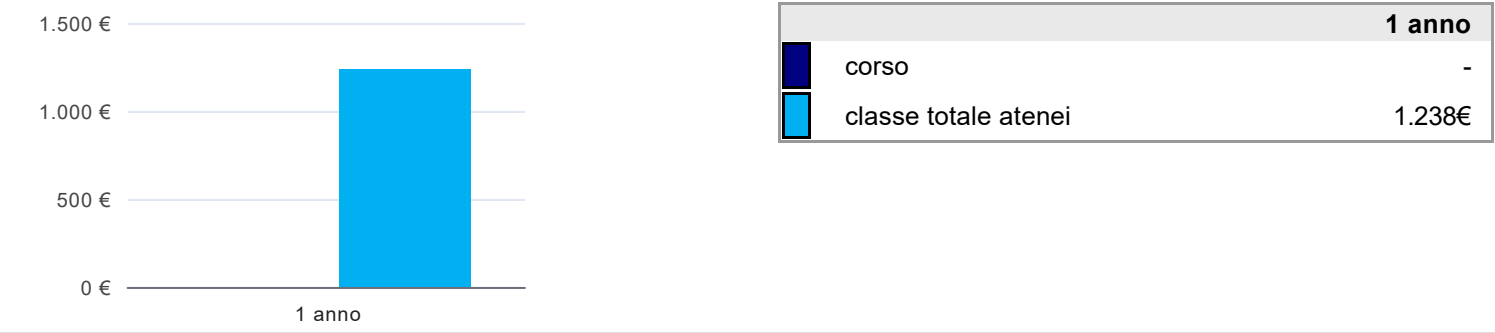 1.500 €
1.000 €
500 €
0 €
1 anno
1 anno
corso -
classe totale atenei 1.238€